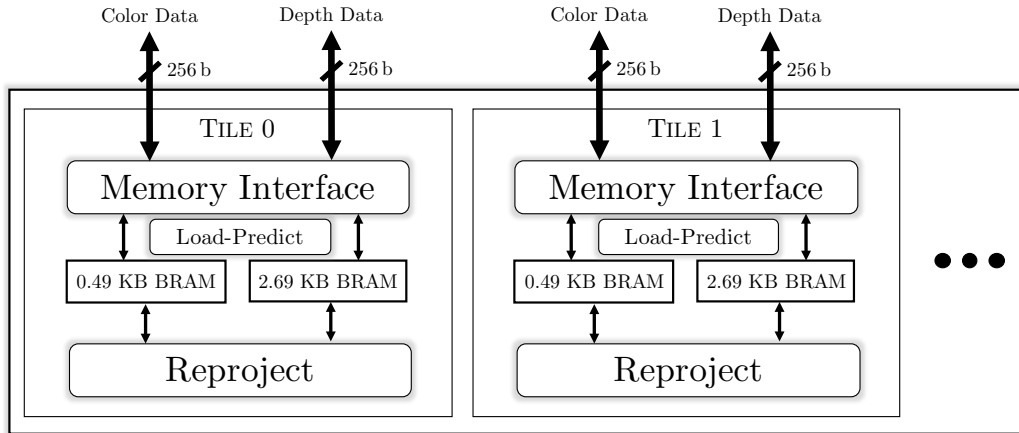 Color Data
Depth Data
256 b
256 b
TILE 0
Memory Interface
Load-Predict
0.49 KB BRAM
2.69 KB BRAM
Reproject
Color Data
Depth Data
256 b
256 b
TILE 1
Memory Interface
Load-Predict
0.49 KB BRAM
2.69 KB BRAM
Reproject